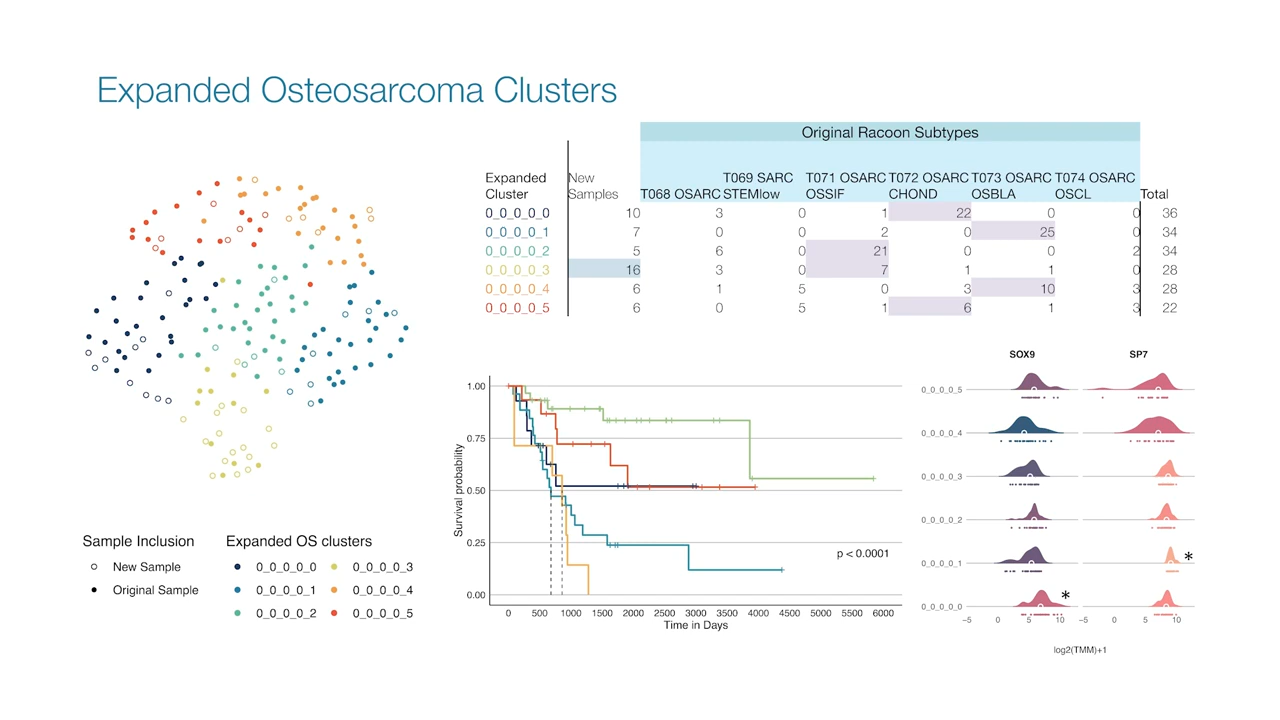 Expanded Osteosarcoma Clusters
Original Racoon Subtypes
Expanded Cluster New Samples T068 OSARC T069 SARC STEMlow T071 OSARC OSSIF T072 OSARC CHOND T073 OSARC OSBLA T074 OSARC OSCL Total
0_0_0_0_0 10 3 0 1 22 0 0 36
0_0_0_0_1 7 0 0 2 0 25 0 34
0_0_0_0_2 5 6 0 21 0 0 2 34
0_0_0_0_3 16 3 0 7 1 1 0 28
0_0_0_0_4 6 1 5 0 3 10 3 28
0_0_0_0_5 6 0 5 1 6 1 3 22
Sample Inclusion
New Sample
Original Sample
Expanded OS clusters
0_0_0_0_0 0_0_0_0_3
0_0_0_0_1 0_0_0_0_4
0_0_0_0_2 0_0_0_0_5
Survival probability
1.00
0.75
0.50
0.25
0.00
p < 0.0001
0 500 1000 1500 2000 2500 3000 3500 4000 4500 5000 5500 6000
Time in Days
SOX9 SP7
0_0_0_0_5
0_0_0_0_4
0_0_0_0_3
0_0_0_0_2
0_0_0_0_1 *
0_0_0_0_0 *
−5 0 5 10 −5 0 5 10
log2(TMM)+1